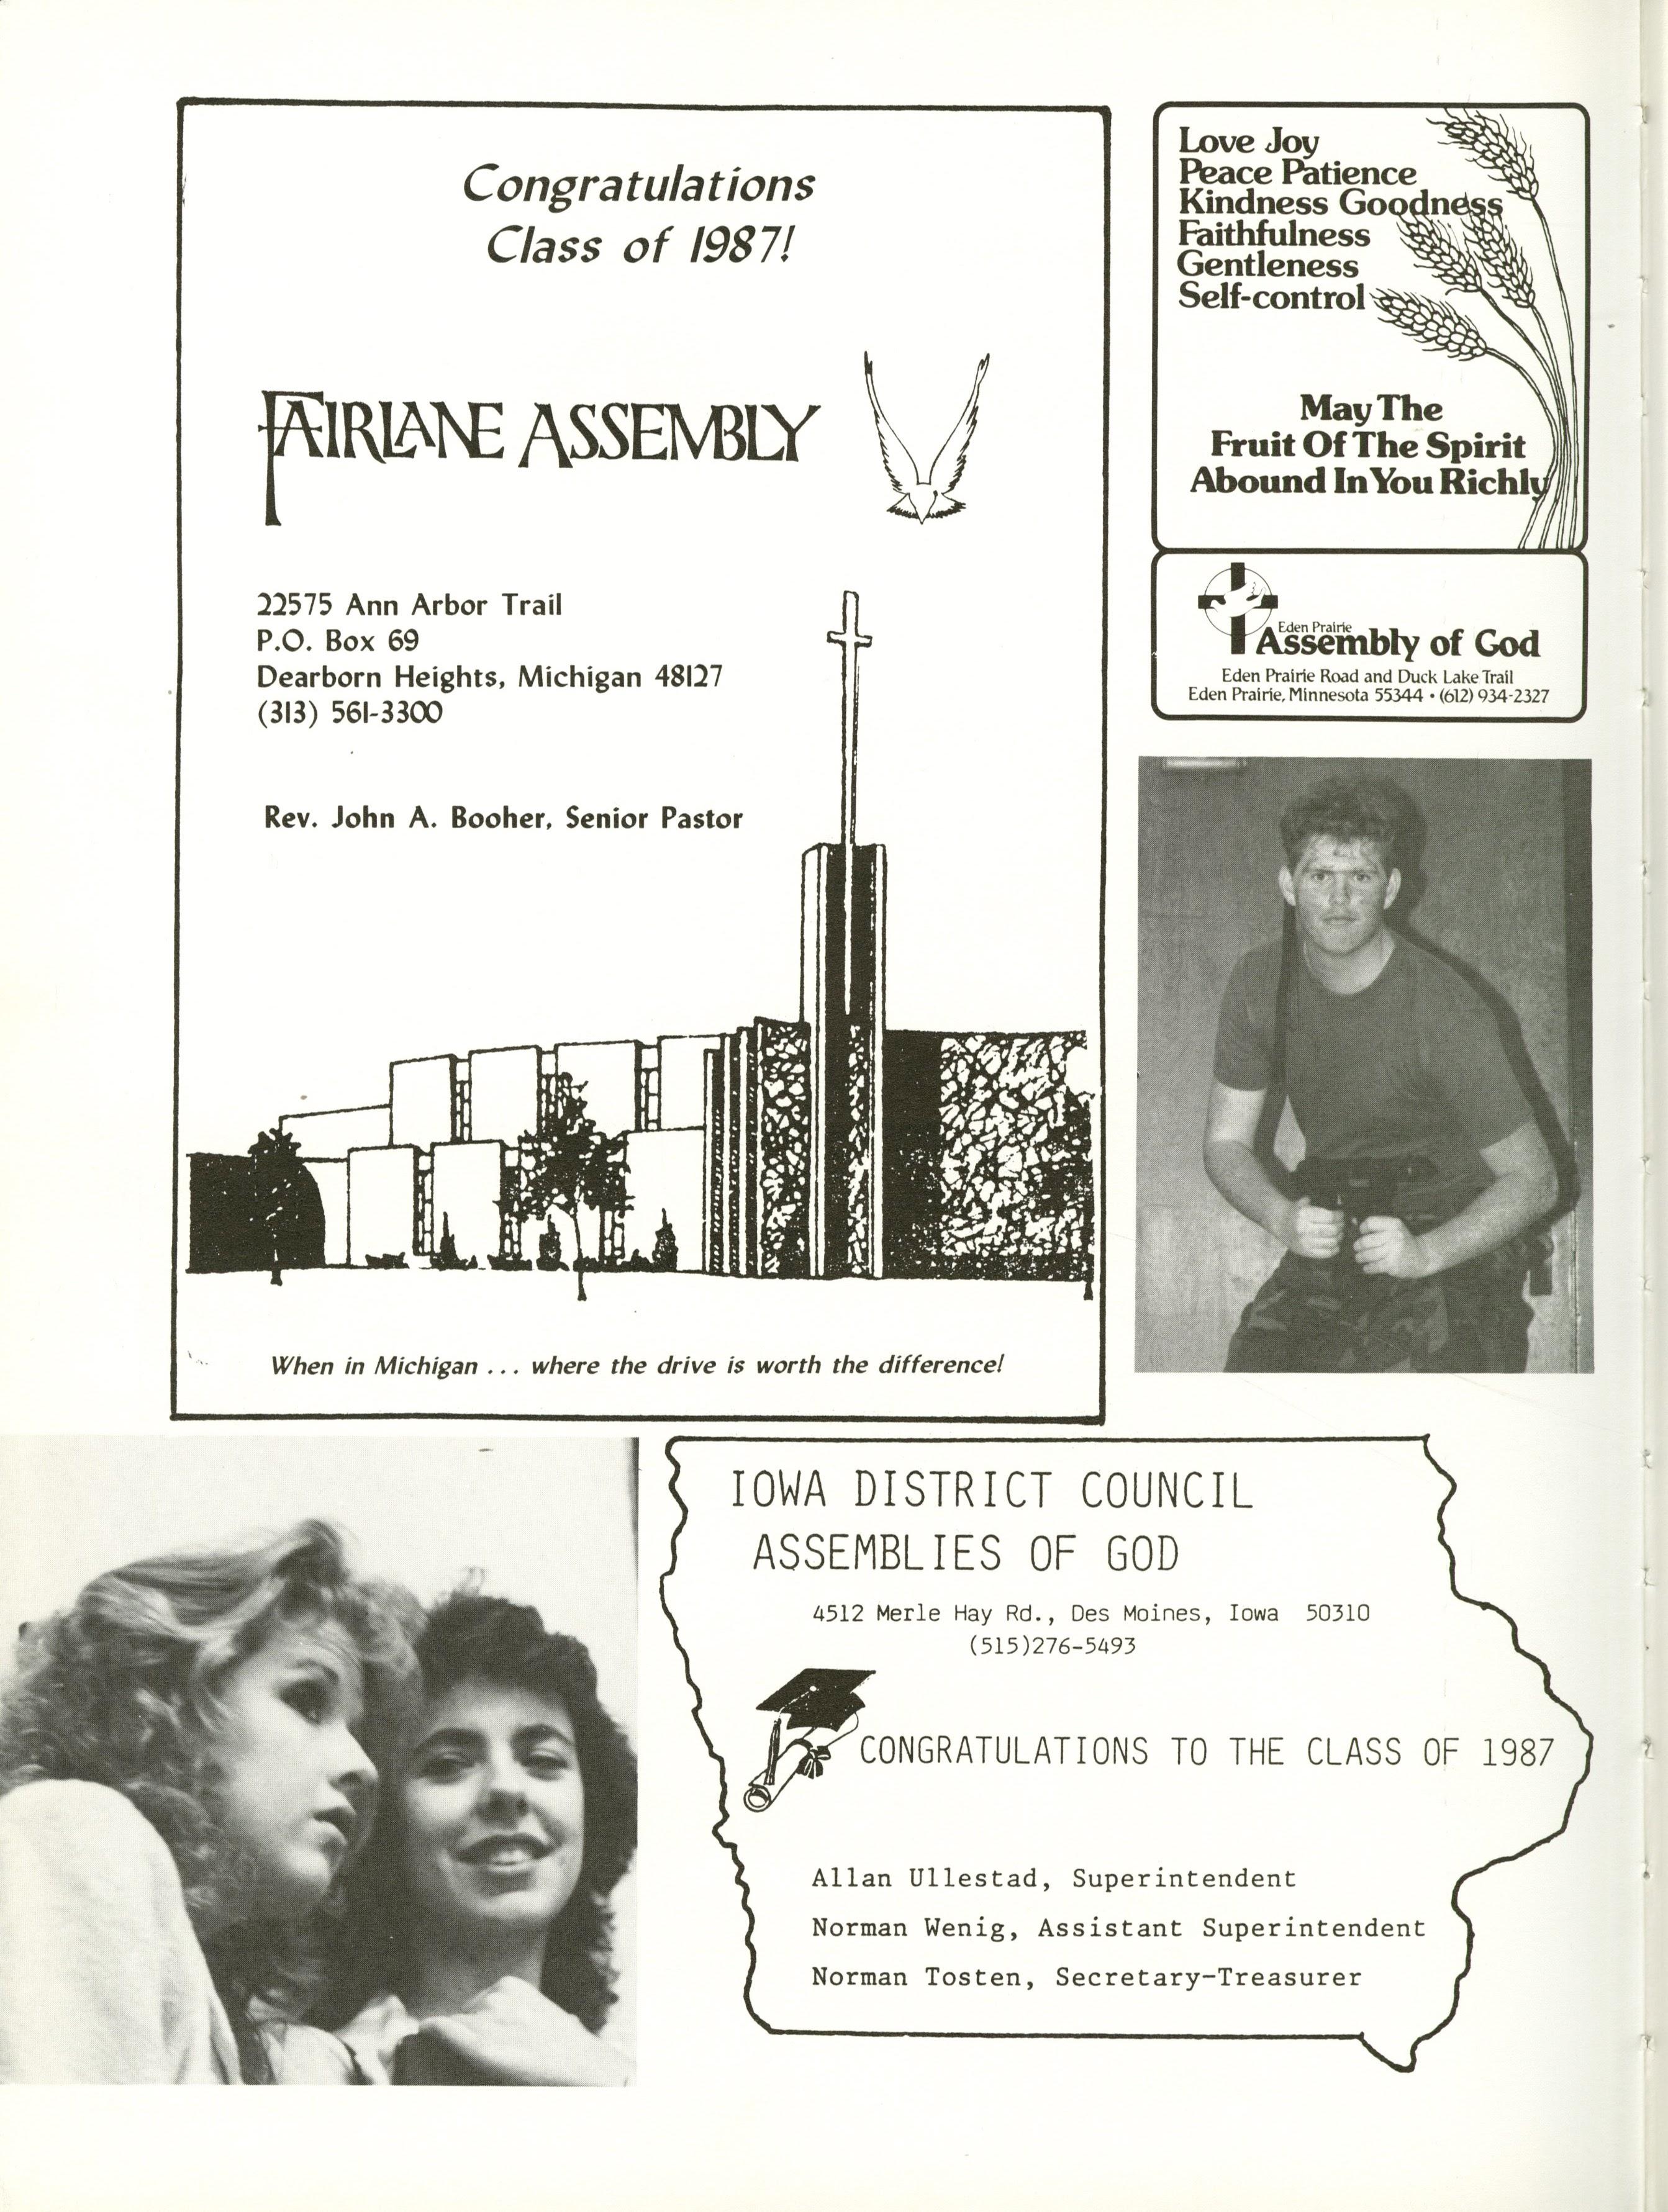 Congratulations
Class of 1987!
FAIRLANE ASSEMBLY
22575 Ann Arbor Trail
P.O. Box 69
Dearborn Heights, Michigan 48127
(313) 561-3300
Rev. John A. Booher, Senior Pastor
When in Michigan . . . where the drive is worth the difference!
Love Joy
Peace Patience
Kindness Goodness
Faithfulness
Gentleness
Self-control
May The
Fruit Of The Spirit
Abound In You Richly
Eden Prairie
Assembly of God
Eden Prairie Road and Duck Lake Trail
Eden Prairie, Minnesota 55344 • (612) 934-2327
IOWA DISTRICT COUNCIL
ASSEMBLIES OF GOD
4512 Merle Hay Rd., Des Moines, Iowa 50310
(515)276-5493
CONGRATULATIONS TO THE CLASS OF 1987
Allan Ullestad, Superintendent
Norman Wenig, Assistant Superintendent
Norman Tosten, Secretary-Treasurer